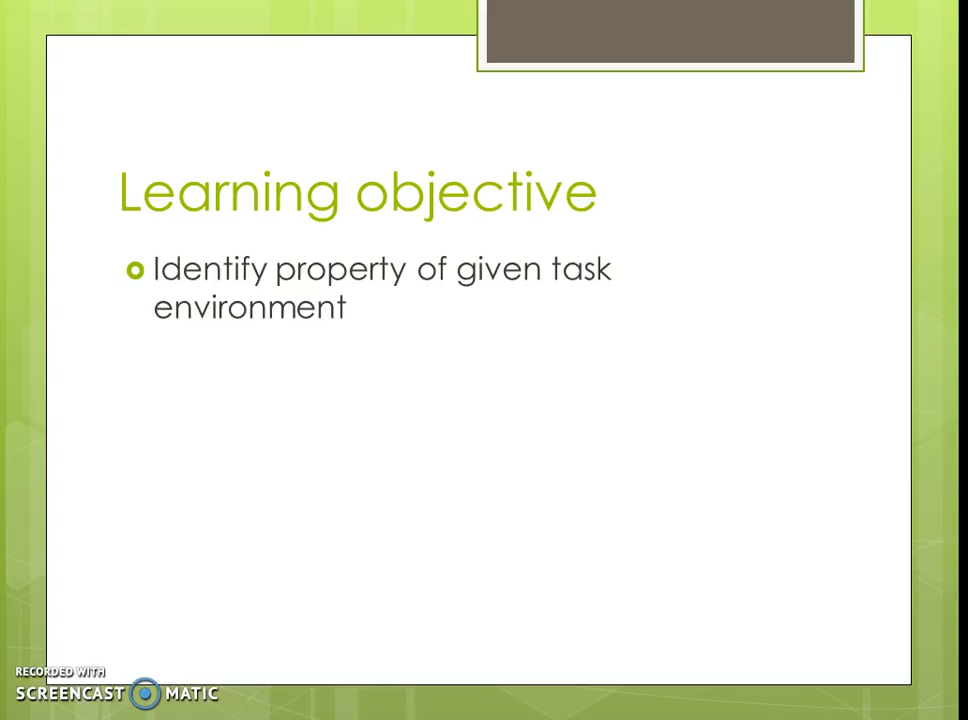 Learning objective
Identify property of given task
environment
RECORDED WITH
SCREENCAST MATIC